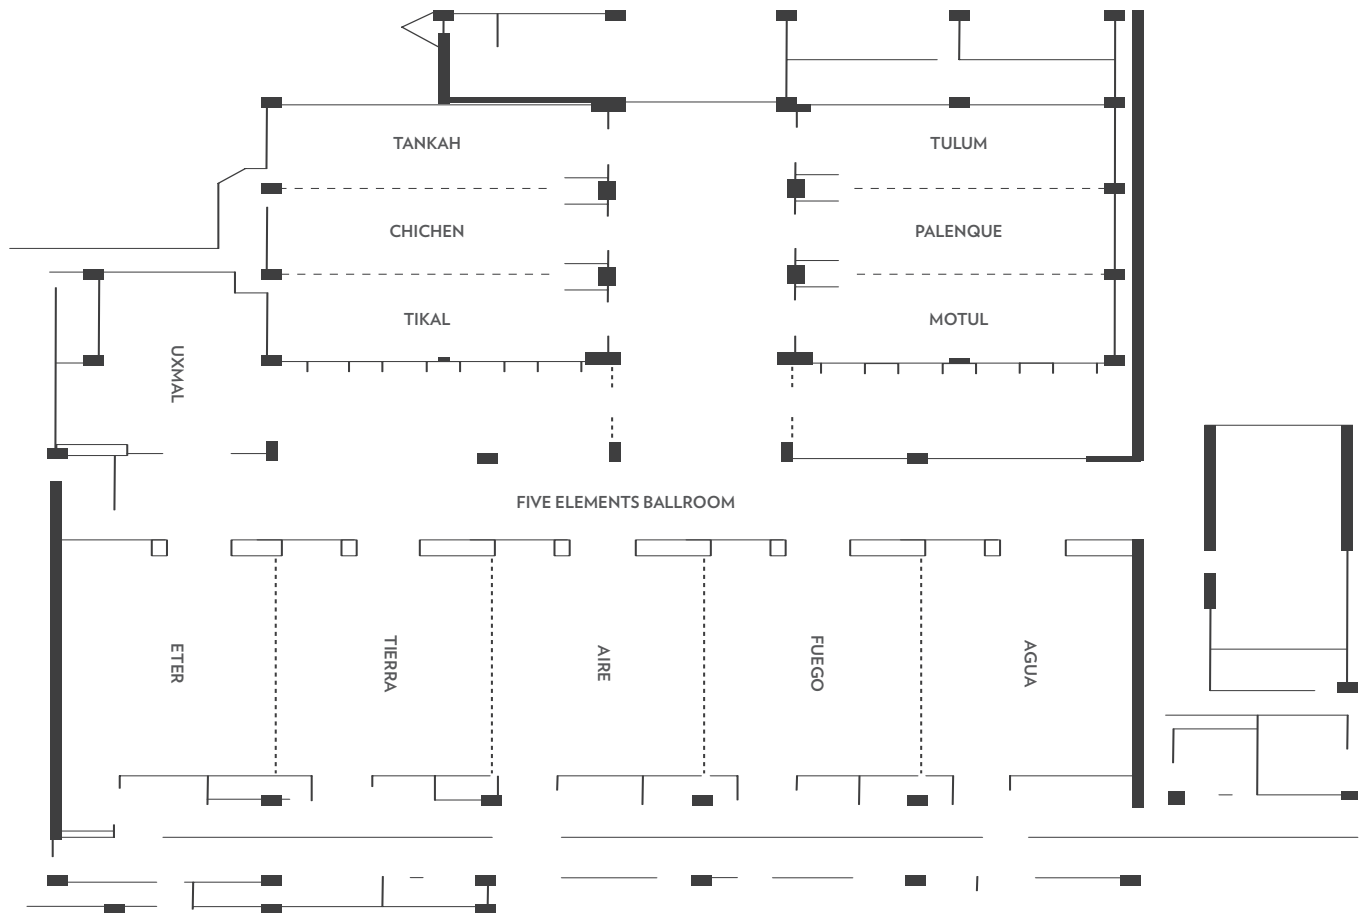 TANKAH
TULUM
CHICHEN
PALENQUE
TIKAL
MOTUL
UXMAL
FIVE ELEMENTS BALLROOM
ETER
TIERRA
AIRE
FUEGO
AGUA